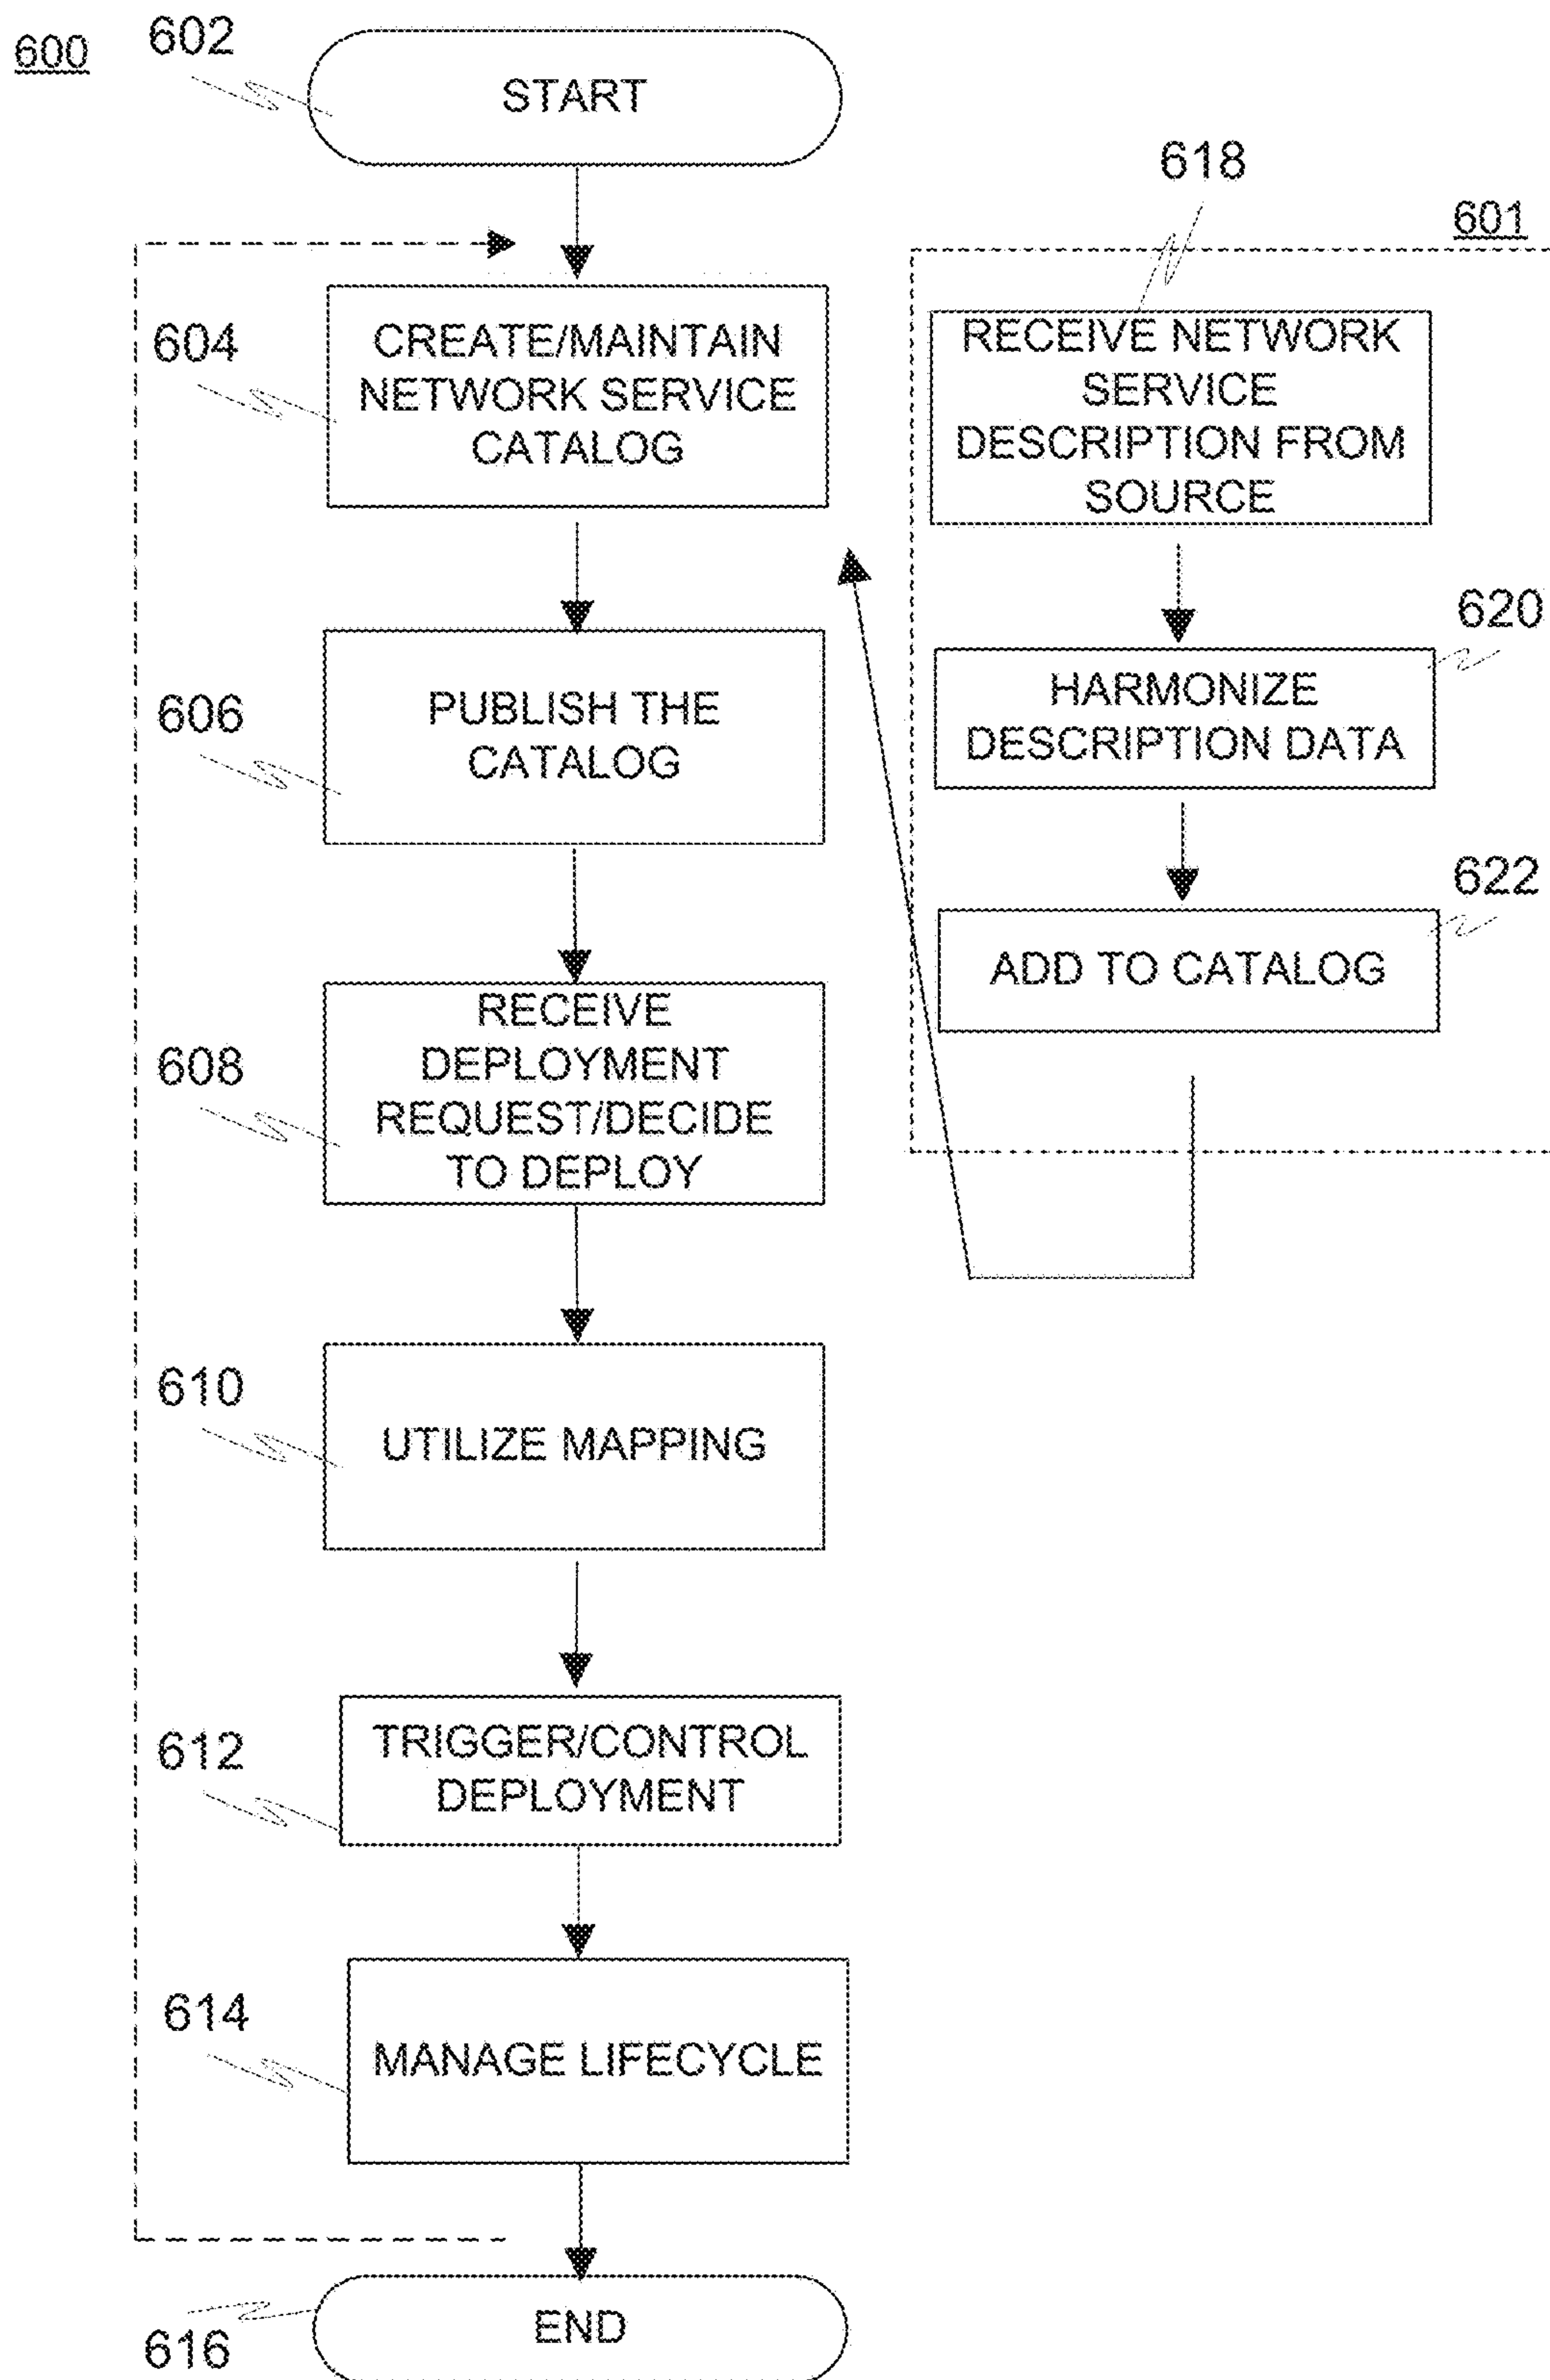 600
602
START
604
CREATE/MAINTAIN
NETWORK SERVICE
CATALOG
606
PUBLISH THE
CATALOG
608
RECEIVE
DEPLOYMENT
REQUEST/DECIDE
TO DEPLOY
610
UTILIZE MAPPING
612
TRIGGER/CONTROL
DEPLOYMENT
614
MANAGE LIFECYCLE
616
END
601
618
RECEIVE NETWORK
SERVICE
DESCRIPTION FROM
SOURCE
620
HARMONIZE
DESCRIPTION DATA
622
ADD TO CATALOG